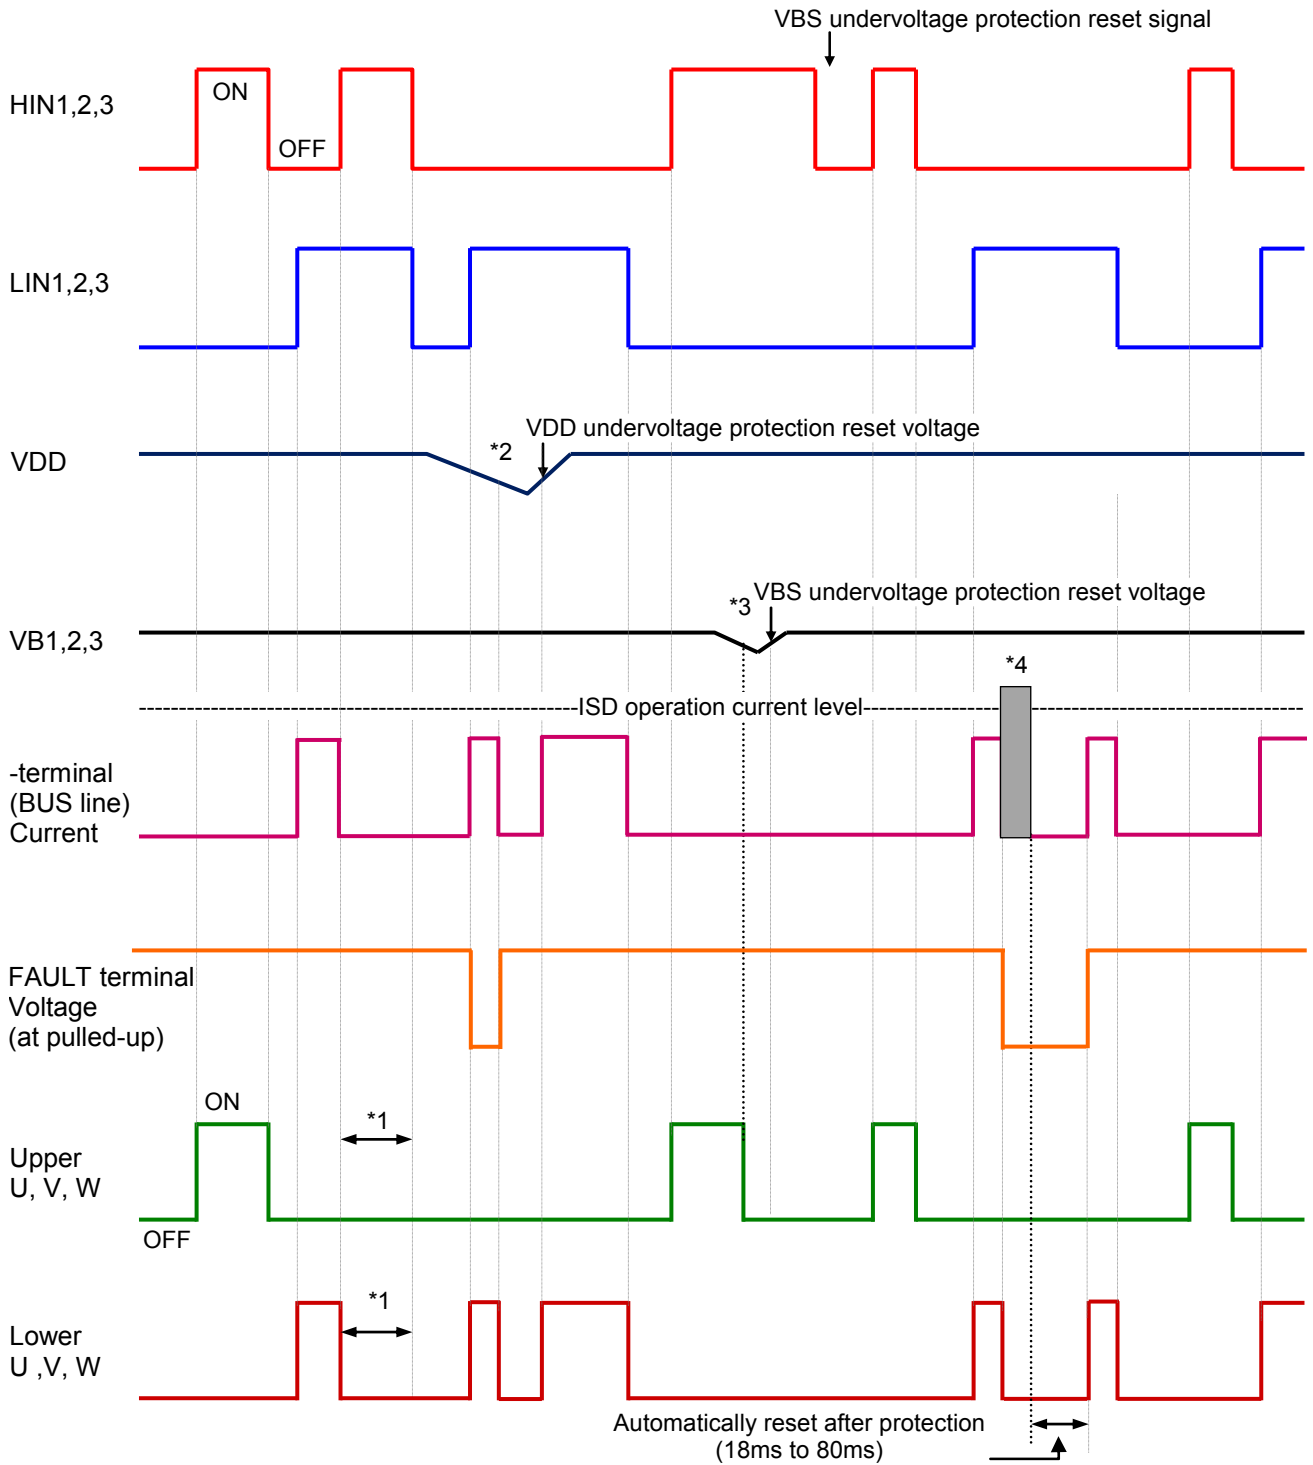 VBS undervoltage protection reset signal
HIN1,2,3
ON
OFF
LIN1,2,3
VDD undervoltage protection reset voltage
*2
VDD
VBS undervoltage protection reset voltage
*3
VB1,2,3
*4
ISD operation current level
-terminal
(BUS line)
Current
FAULT terminal
Voltage
(at pulled-up)
ON
*1
Upper
U, V, W
OFF
*1
Lower
U ,V, W
Automatically reset after protection
(18ms to 80ms)